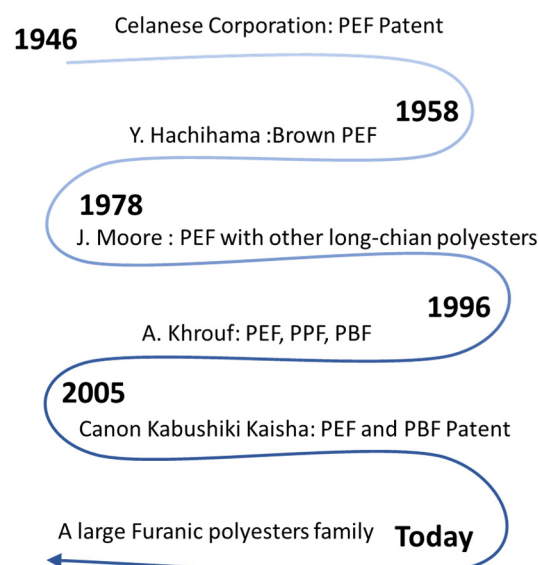 1946 Celanese Corporation: PEF Patent
1958
Y. Hachihama :Brown PEF
1978
J. Moore : PEF with other long-chian polyesters
1996
A. Khrouf: PEF, PPF, PBF
2005
Canon Kabushiki Kaisha: PEF and PBF Patent
A large Furanic polyesters family Today